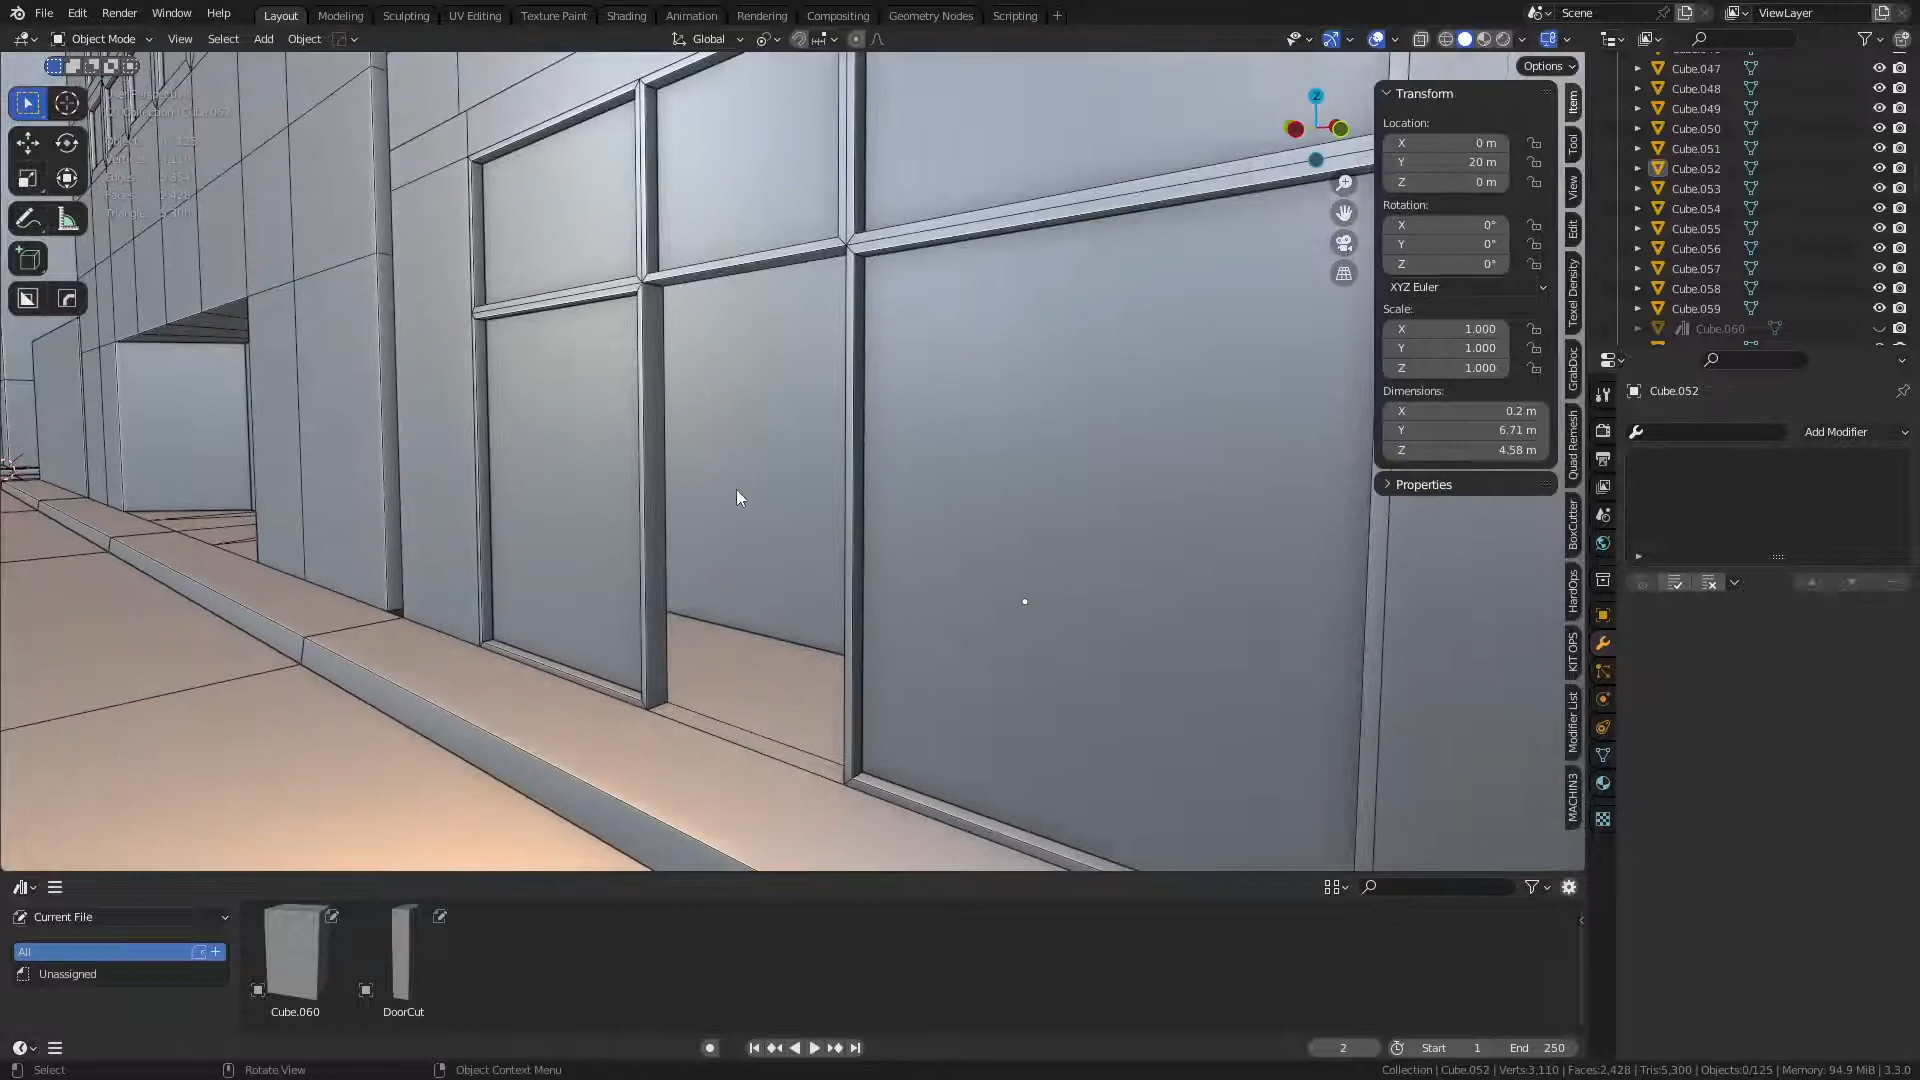 File Edit Render Window Help Layout Modeling Sculpting UV Editing Texture Paint Shading Animation Rendering Compositing Geometry Nodes Scripting + Scene ViewLayer
Object Mode View Select Add Object Global
Options
Transform
Location:
X 0 m
Y 20 m
Z 0 m
Rotation:
X 0°
Y 0°
Z 0°
XYZ Euler
Scale:
X 1.000
Y 1.000
Z 1.000
Dimensions:
X 0.2 m
Y 6.71 m
Z 4.58 m
Properties
Item
Tool
View
Edit
Texel Density
GrabDoc
Quad Remesh
BoxCutter
HardOps
KIT OPS
Modifier List
MACHIN3
Z
Cube.047
Cube.048
Cube.049
Cube.050
Cube.051
Cube.052
Cube.053
Cube.054
Cube.055
Cube.056
Cube.057
Cube.058
Cube.059
Cube.060
Cube.052
Add Modifier
Current File
All
Unassigned
Cube.060
DoorCut
2 Start 1 End 250
Select Rotate View Object Context Menu Collection | Cube.052 | Verts:3,110 | Faces:2,428 | Tris:5,300 | Objects:0/125 | Memory: 94.9 MiB | 3.3.0